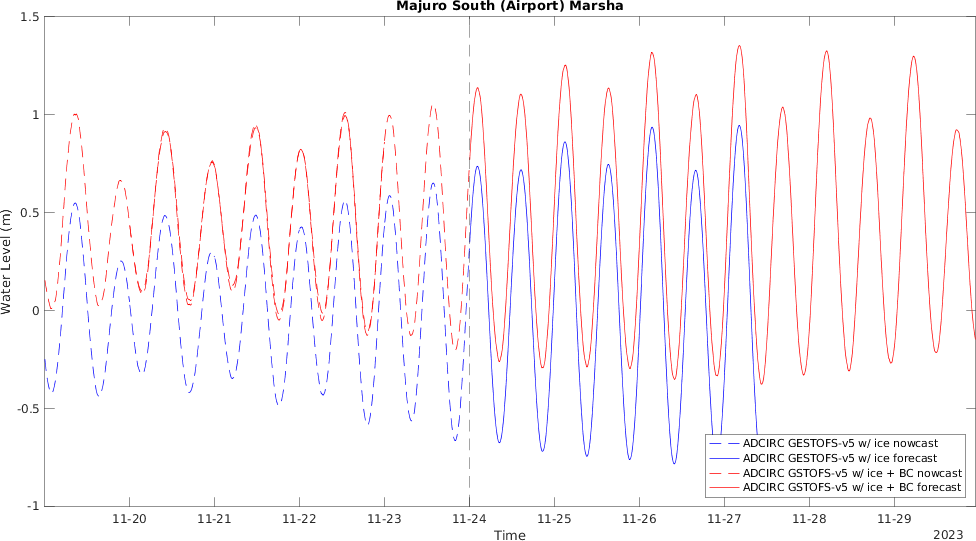 Majuro South (Airport) Marsha
1.5
1
0.5
0
-0.5
-1
Water Level (m)
11-20
11-21
11-22
11-23
11-24
11-25
11-26
11-27
11-28
11-29
Time
2023
ADCIRC GESTOFS-v5 w/ ice nowcast
ADCIRC GESTOFS-v5 w/ ice forecast
ADCIRC GSTOFS-v5 w/ ice + BC nowcast
ADCIRC GSTOFS-v5 w/ ice + BC forecast